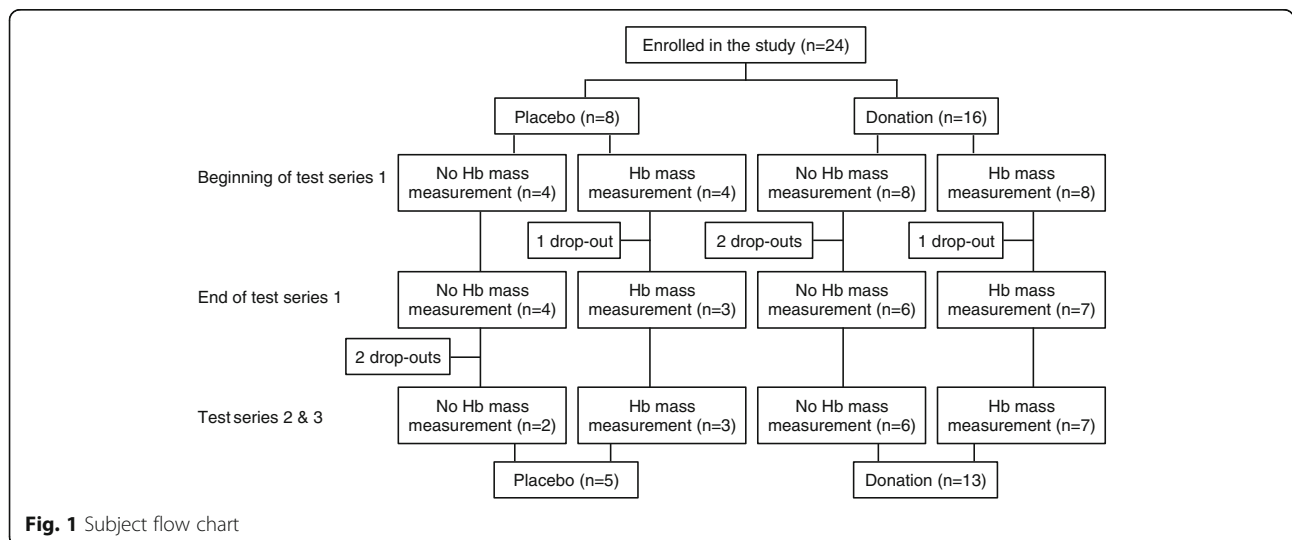 Enrolled in the study (n=24)
Placebo (n=8)
Donation (n=16)
Beginning of test series 1
No Hb mass
measurement (n=4)
Hb mass
measurement (n=4)
No Hb mass
measurement (n=8)
Hb mass
measurement (n=8)
1 drop-out
2 drop-outs
1 drop-out
End of test series 1
No Hb mass
measurement (n=4)
Hb mass
measurement (n=3)
No Hb mass
measurement (n=6)
Hb mass
measurement (n=7)
2 drop-outs
Test series 2 & 3
No Hb mass
measurement (n=2)
Hb mass
measurement (n=3)
No Hb mass
measurement (n=6)
Hb mass
measurement (n=7)
Placebo (n=5)
Donation (n=13)
Fig. 1 Subject flow chart